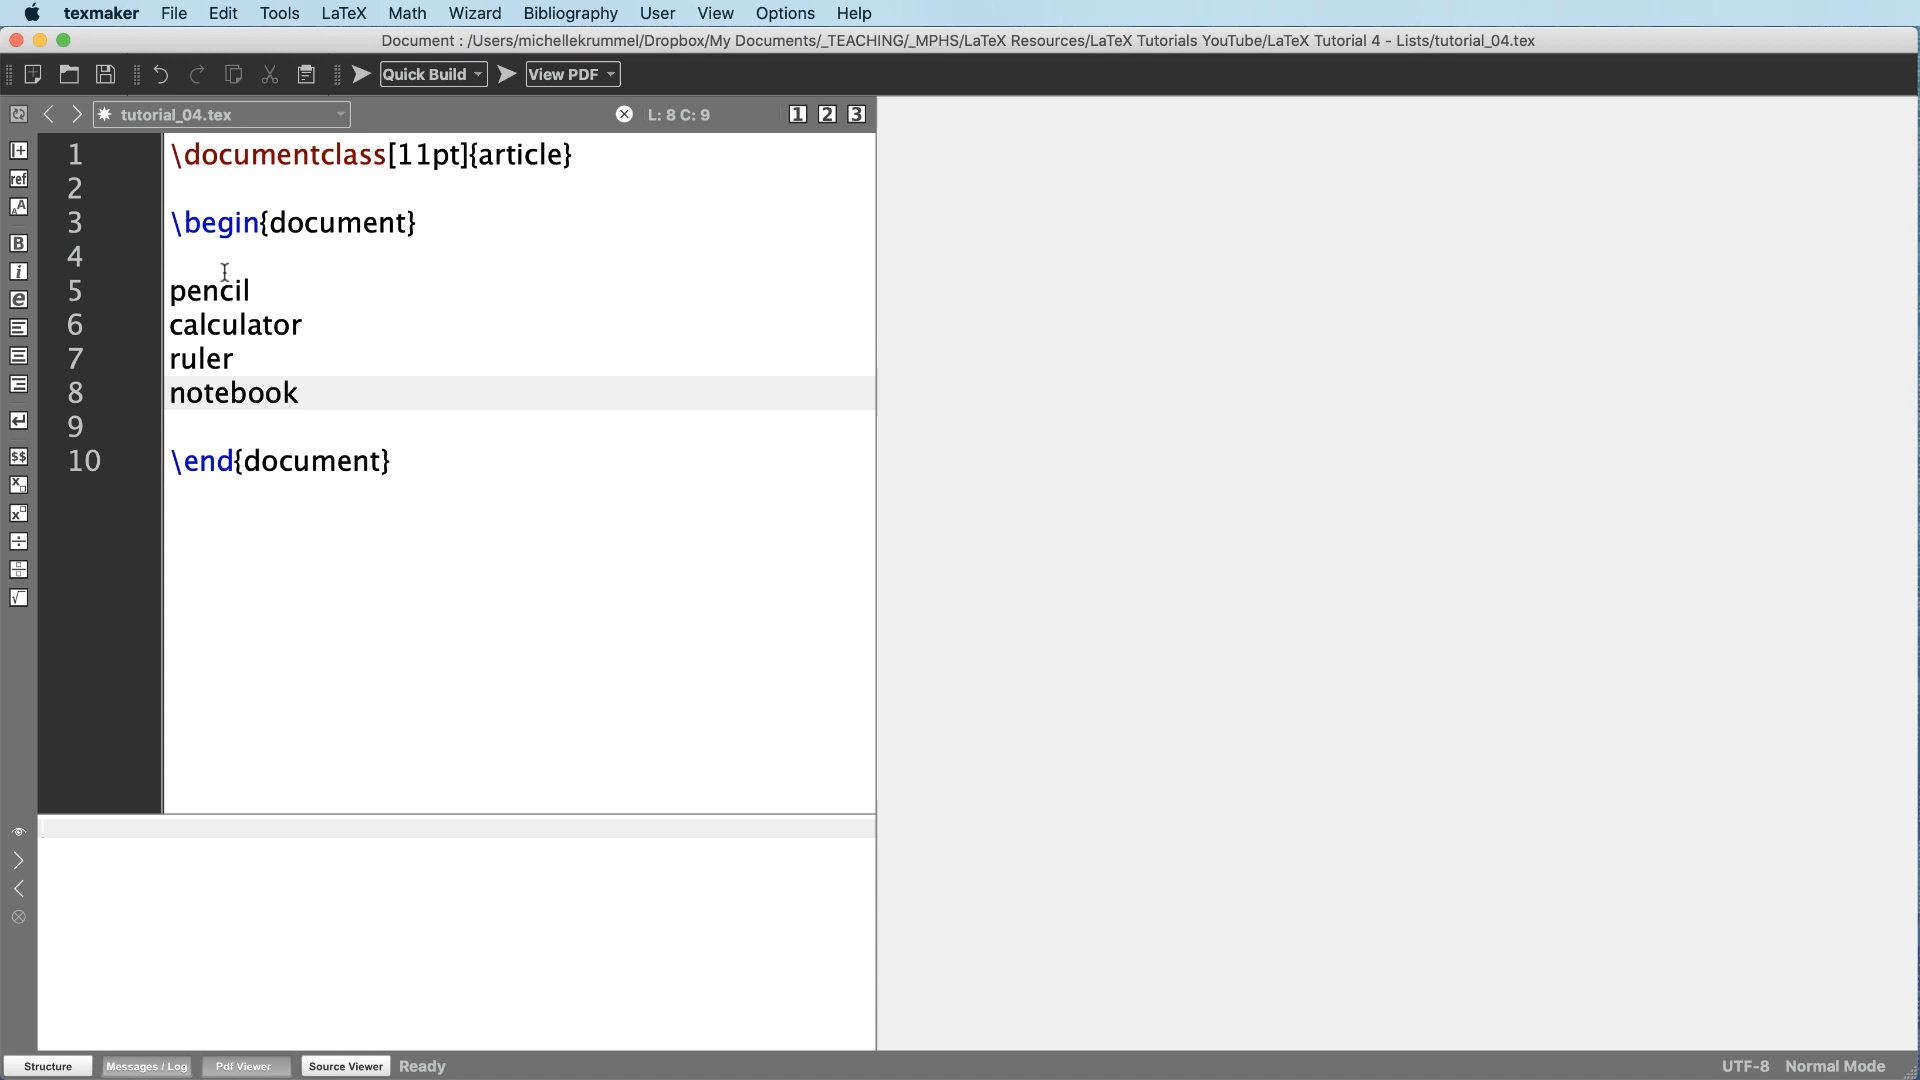 texmaker File Edit Tools LaTeX Math Wizard Bibliography User View Options Help
Document : /Users/michellekrummel/Dropbox/My Documents/_TEACHING/_MPHS/LaTeX Resources/LaTeX Tutorials YouTube/LaTeX Tutorial 4 - Lists/tutorial_04.tex
Quick Build View PDF
tutorial_04.tex L: 8 C: 9 1 2 3
1 \documentclass[11pt]{article}
2
3 \begin{document}
4
5 pencil
6 calculator
7 ruler
8 notebook
9
10 \end{document}
ref
Structure Messages / Log Pdf Viewer Source Viewer Ready UTF-8 Normal Mode